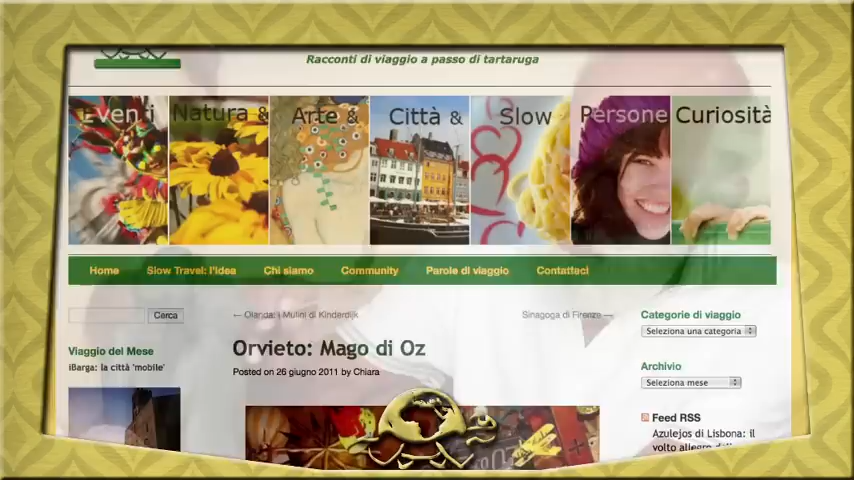 Racconti di viaggio a passo di tartaruga
Eventi Natura & Arte & Città & Slow Persone Curiosità
Home Slow Travel: l'idea Chi siamo Community Parole di viaggio Contattaci
Cerca ← Olanda: i Mulini di Kinderdijk Sinagoga di Firenze → Categorie di viaggio
Seleziona una categoria
Viaggio del Mese
iBarga: la città 'mobile'
Orvieto: Mago di Oz
Posted on 26 giugno 2011 by Chiara
Archivio
Seleziona mese
Feed RSS
Azulejos di Lisbona: il
volto allegro